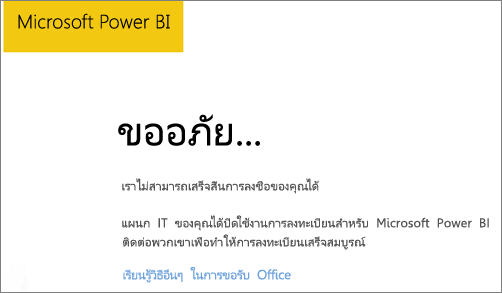 Microsoft Power BI
ขออภัย...
เราไม่สามารถเสร็จสิ้นการลงชื่อของคุณได้
แผนก IT ของคุณได้ปิดใช้งานการลงทะเบียนสำหรับ Microsoft Power BI
ติดต่อพวกเขาเพื่อทำให้การลงทะเบียนเสร็จสมบูรณ์
เรียนรู้วิธีอื่นๆ ในการขอรับ Office